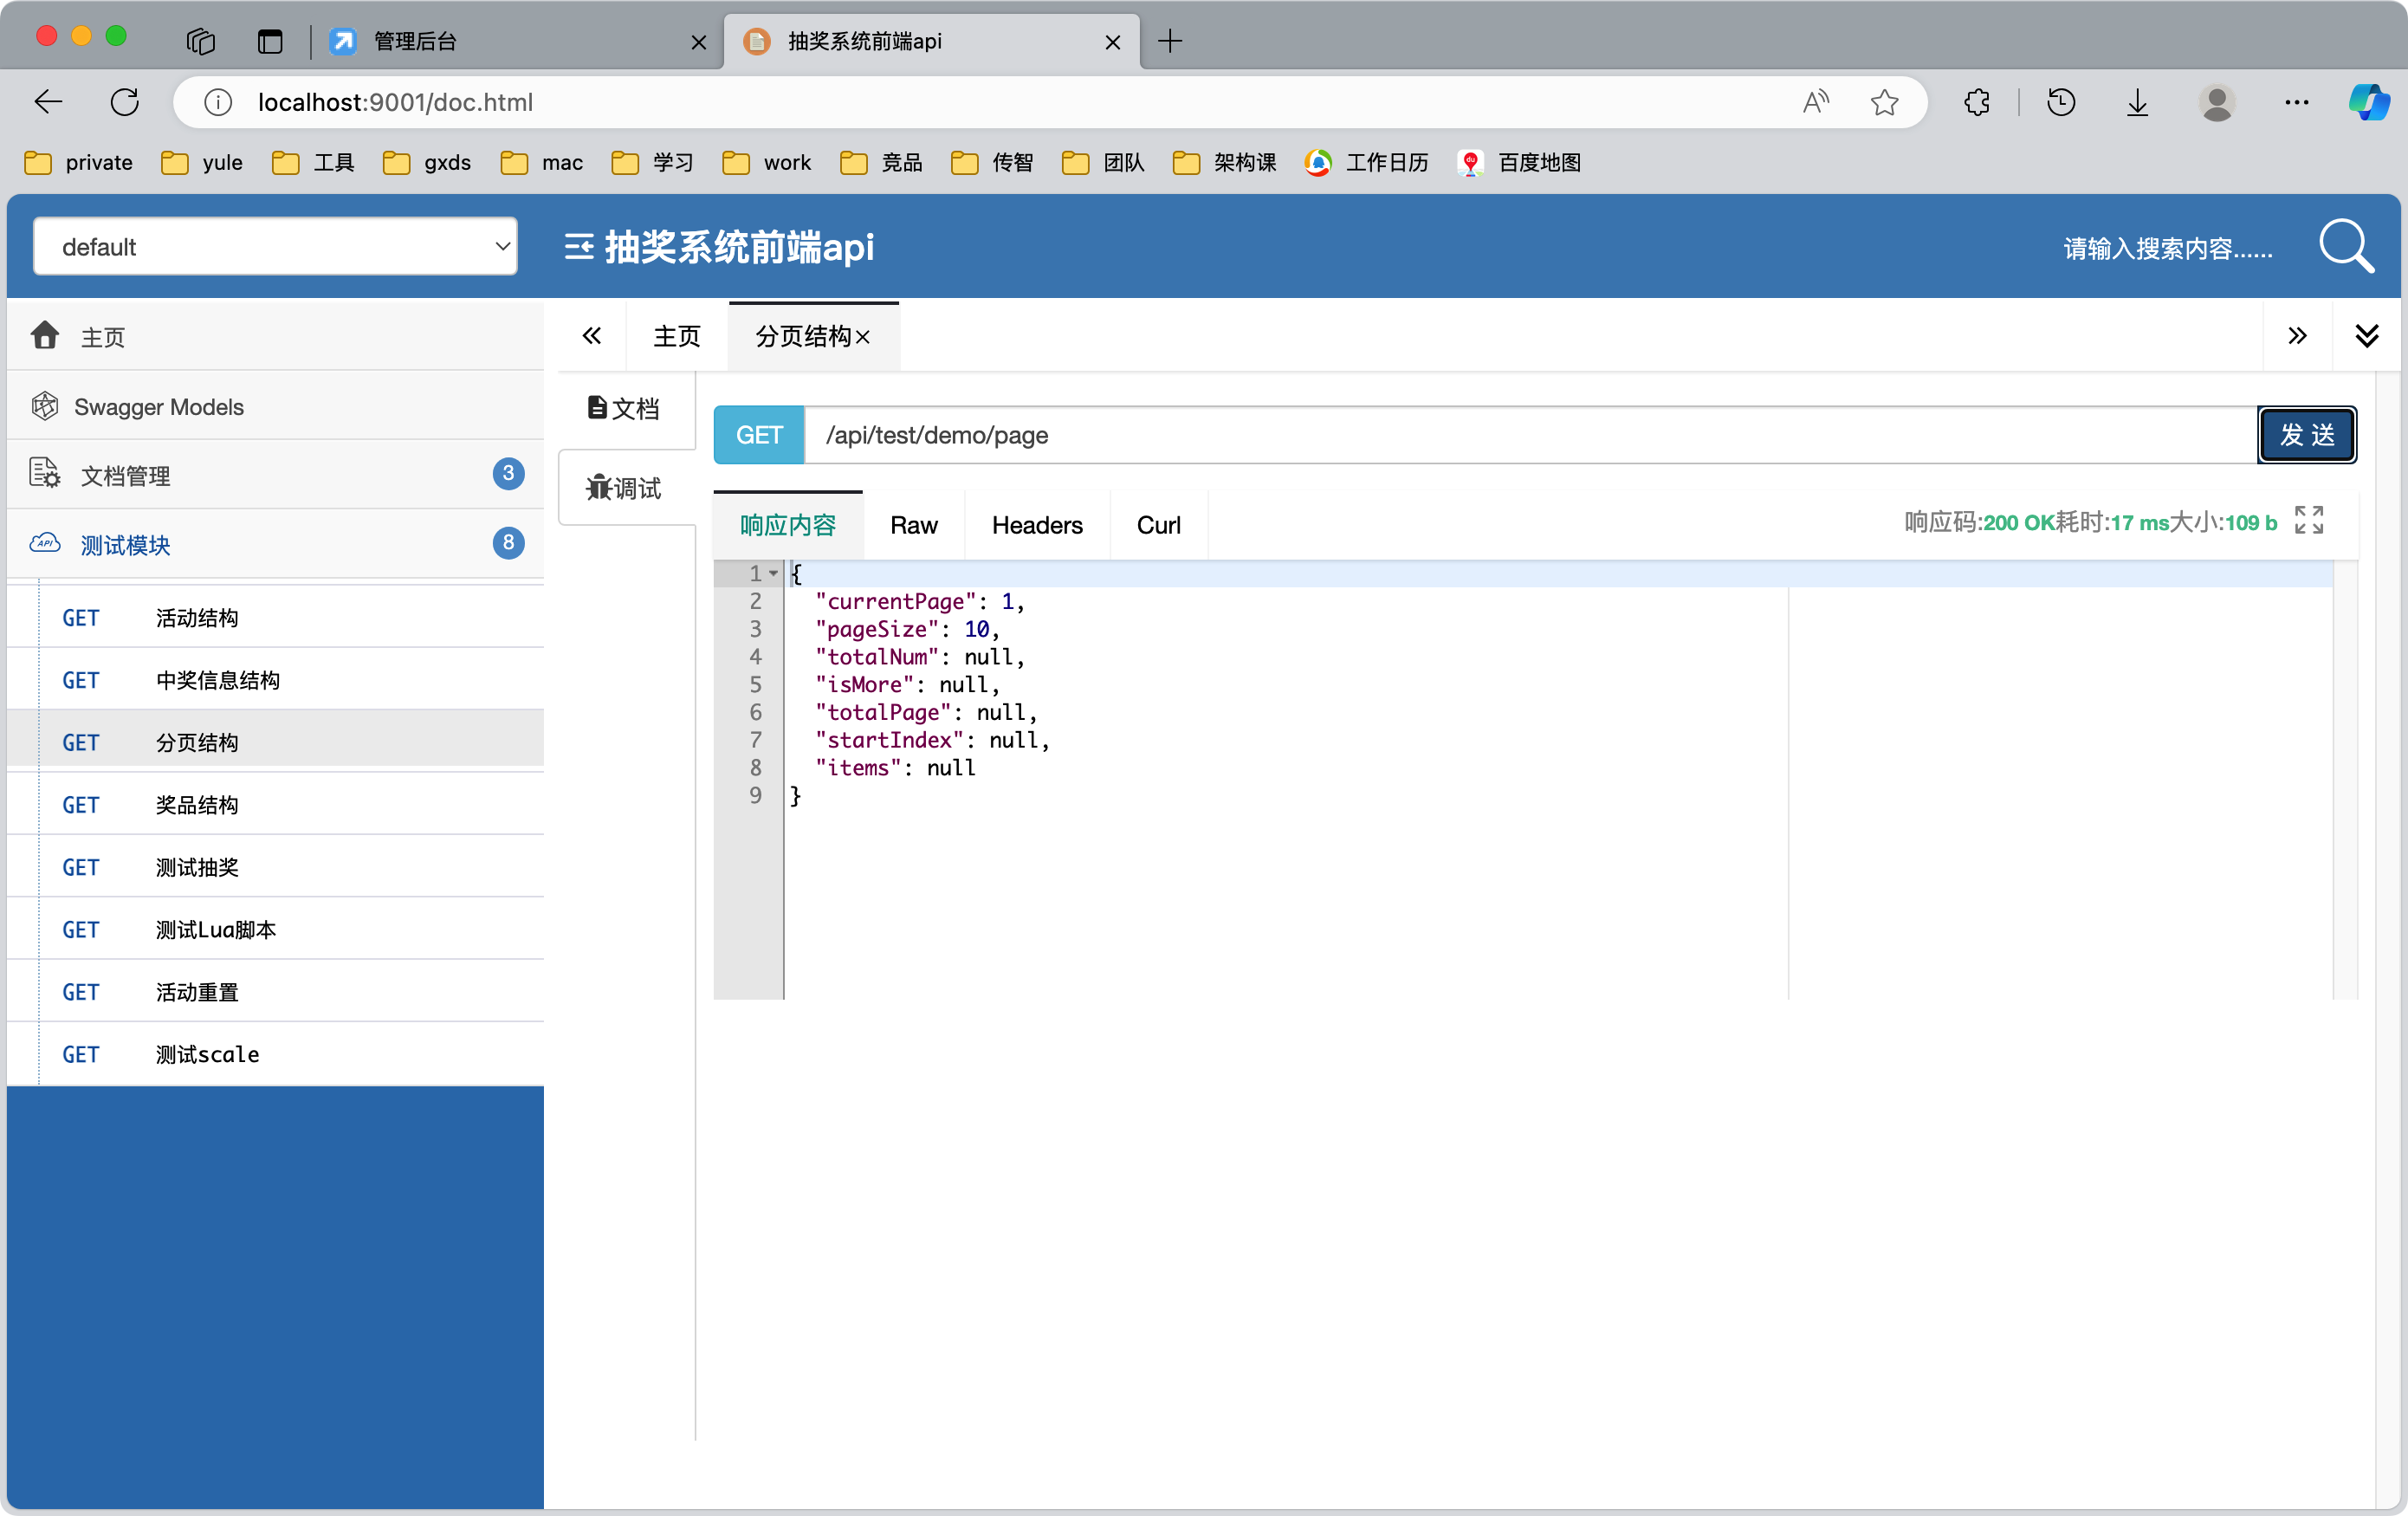 管理后台
抽奖系统前端api
localhost:9001/doc.html
private yule 工具 gxds mac 学习 work 竞品 传智 团队 架构课 工作日历 百度地图
default
抽奖系统前端api
请输入搜索内容......
主页
Swagger Models
文档管理 3
测试模块 8
GET 活动结构
GET 中奖信息结构
GET 分页结构
GET 奖品结构
GET 测试抽奖
GET 测试Lua脚本
GET 活动重置
GET 测试scale
主页 分页结构
文档
调试
GET /api/test/demo/page 发 送
响应内容 Raw Headers Curl 响应码:200 OK耗时:17 ms大小:109 b
1 {
2 "currentPage": 1,
3 "pageSize": 10,
4 "totalNum": null,
5 "isMore": null,
6 "totalPage": null,
7 "startIndex": null,
8 "items": null
9 }